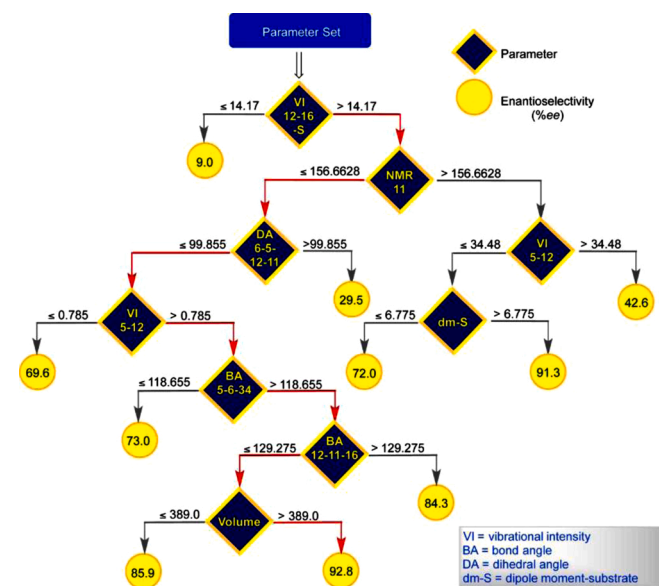 Parameter Set
Parameter
Enantioselectivity
(%ee)
≤ 14.17
> 14.17
VI
12-16
-S
9.0
≤ 156.6628
> 156.6628
NMR
11
≤99.855
>99.855
DA
6-5-
12-11
≤ 34.48
> 34.48
VI
5-12
29.5
42.6
≤ 0.785
> 0.785
VI
5-12
≤ 6.775
> 6.775
dm-S
69.6
72.0
91.3
≤118.655
> 118.655
BA
5-6-34
73.0
≤129.275
> 129.275
BA
12-11-16
84.3
≤ 389.0
> 389.0
Volume
85.9
92.8
VI = vibrational intensity
BA = bond angle
DA = dihedral angle
dm-S = dipole moment-substrate